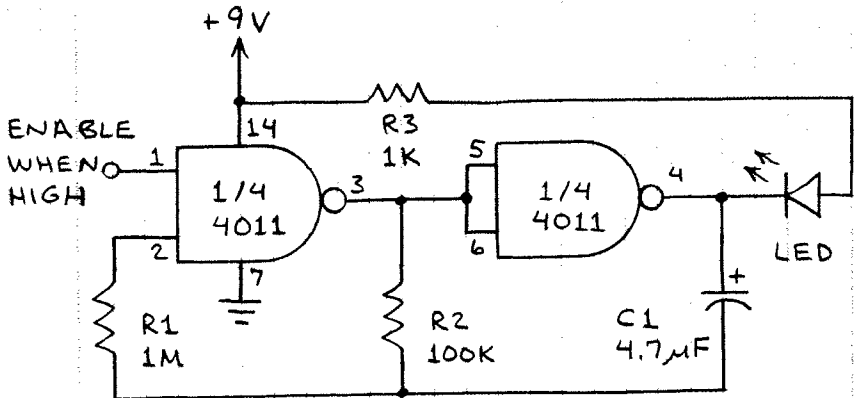 +9V
14
R3
1K
ENABLE
WHEN
HIGH
1
2
1/4
4011
3
7
5
6
1/4
4011
4
LED
R1
1M
R2
100K
C1
4.7µF
+